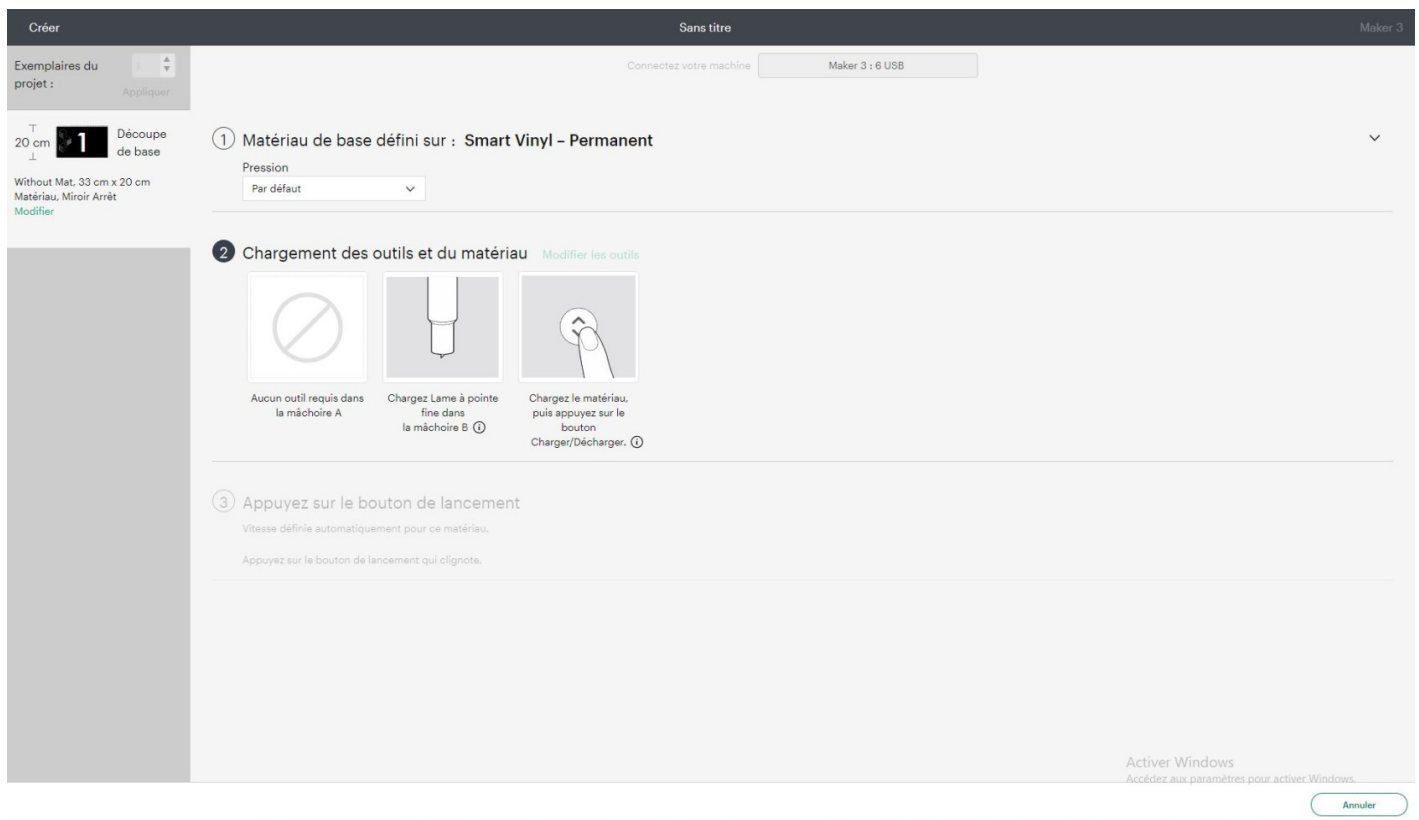 Créer
Sans titre
Maker 3
Exemplaires du
projet :
Appliquer
Connectez votre machine
Maker 3 : 6 USB
20 cm
1
Découpe
de base
Without Mat, 33 cm x 20 cm
Matériau, Miroir Arrêt
Modifier
1 Matériau de base défini sur : Smart Vinyl – Permanent
Pression
Par défaut
2 Chargement des outils et du matériau Modifier les outils
Aucun outil requis dans
la mâchoire A
Chargez Lame à pointe
fine dans
la mâchoire B
Chargez le matériau,
puis appuyez sur le
bouton
Charger/Décharger.
3 Appuyez sur le bouton de lancement
Vitesse définie automatiquement pour ce matériau.
Appuyez sur le bouton de lancement qui clignote.
Activer Windows
Accédez aux paramètres pour activer Windows.
Annuler